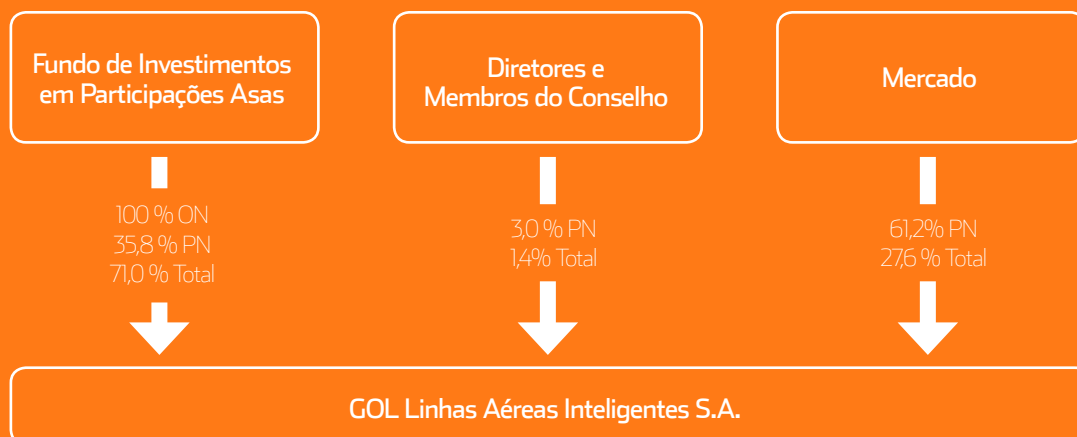 Fundo de Investimentos
em Participações Asas
Diretores e
Membros do Conselho
Mercado
100 % ON
35,8 % PN
71,0 % Total
3,0 % PN
1,4% Total
61,2% PN
27,6 % Total
GOL Linhas Aéreas Inteligentes S.A.